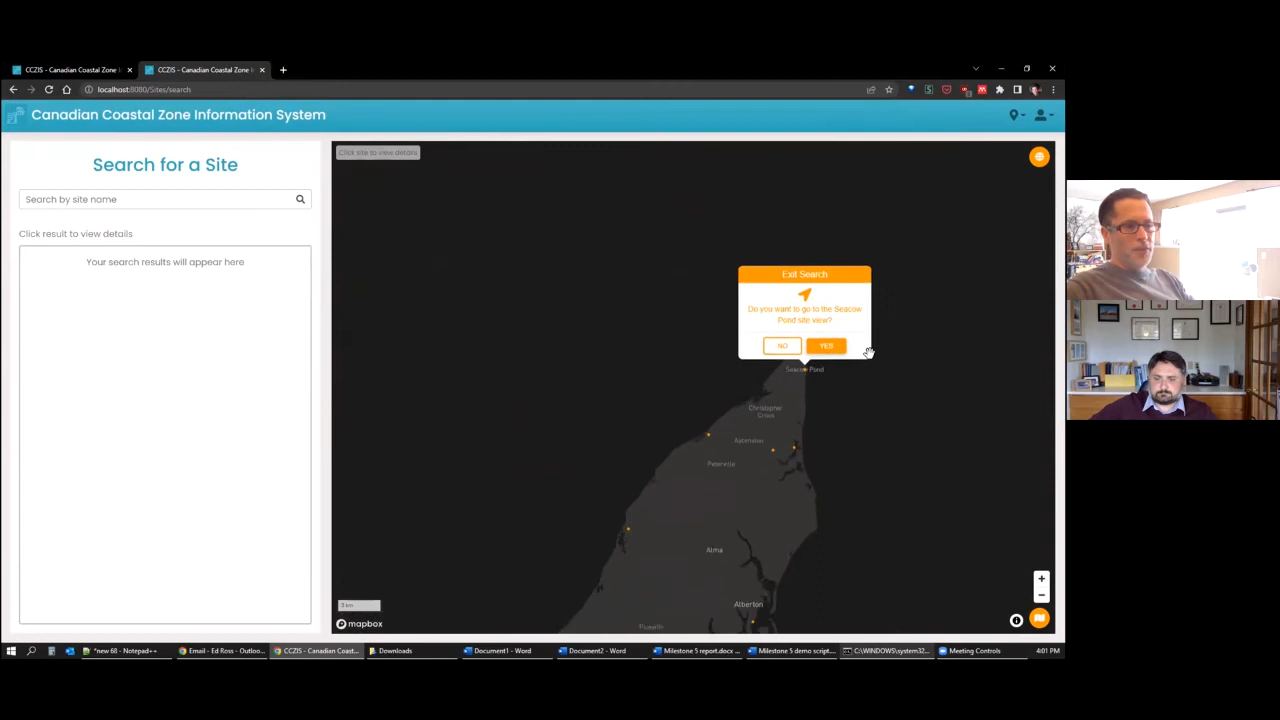 CCZIS - Canadian Coastal Zone I
CCZIS - Canadian Coastal Zone I
localhost:8080/Sites/search
Canadian Coastal Zone Information System
Search for a Site
Search by site name
Click result to view details
Your search results will appear here
Click site to view details
Exit Search
Do you want to go to the Seacow
Pond site view?
NO
YES
Seacow Pond
Christopher
Cross
Peterville
Alma
Alberton
3 km
mapbox
*new 68 - Notepad++
Email - Ed Ross - Outloo...
CCZIS - Canadian Coast...
Downloads
Document1 - Word
Document2 - Word
Milestone 5 report.docx ...
Milestone 5 demo script....
C:\WINDOWS\system32...
Meeting Controls
4:01 PM